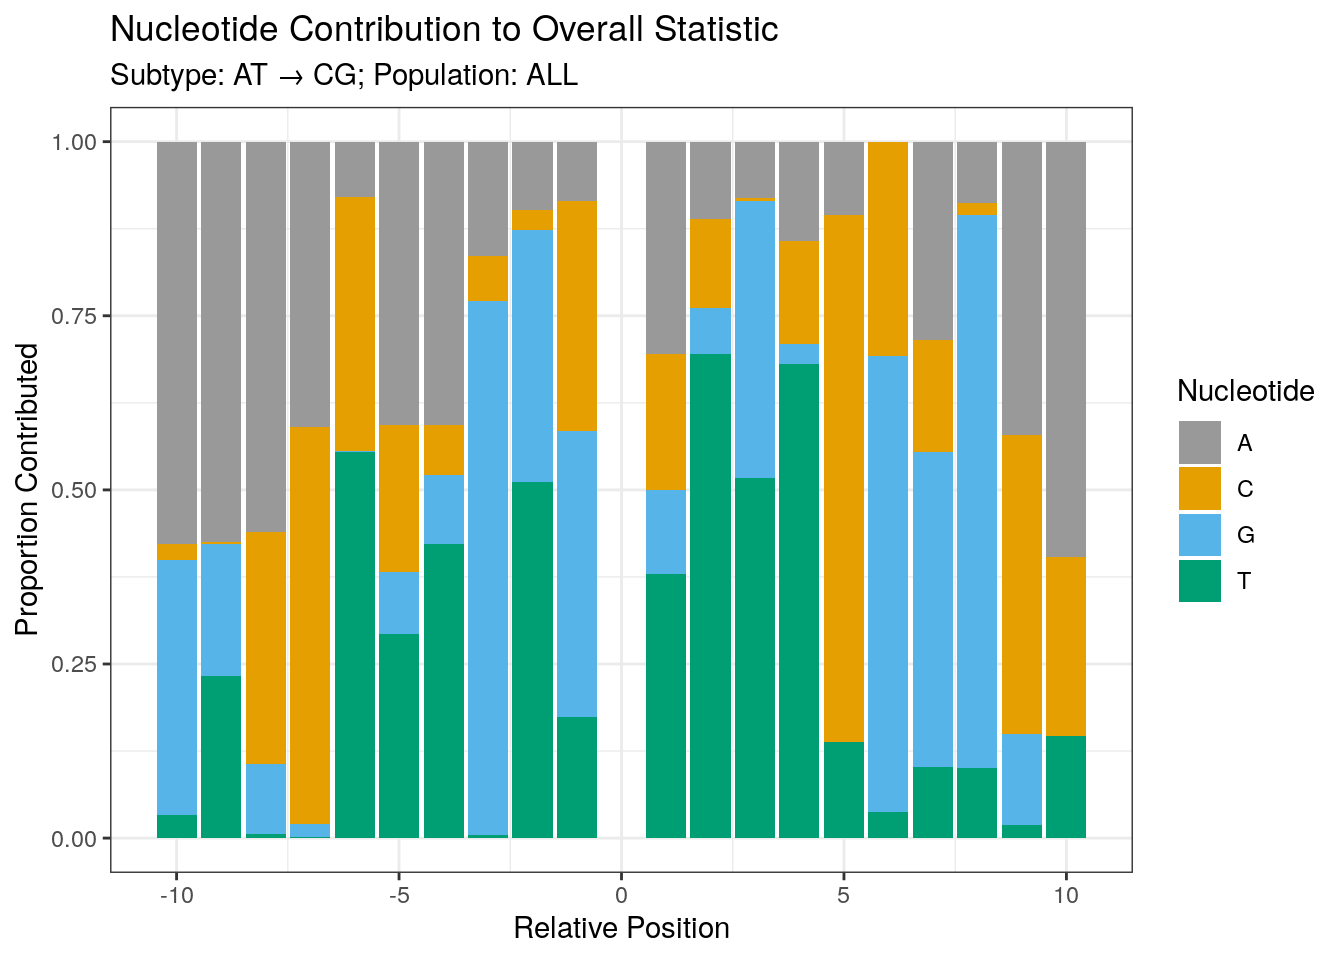 Nucleotide Contribution to Overall Statistic
Subtype: AT → CG; Population: ALL
Proportion Contributed
1.00
0.75
0.50
0.25
0.00
-10
-5
0
5
10
Relative Position
Nucleotide
A
C
G
T